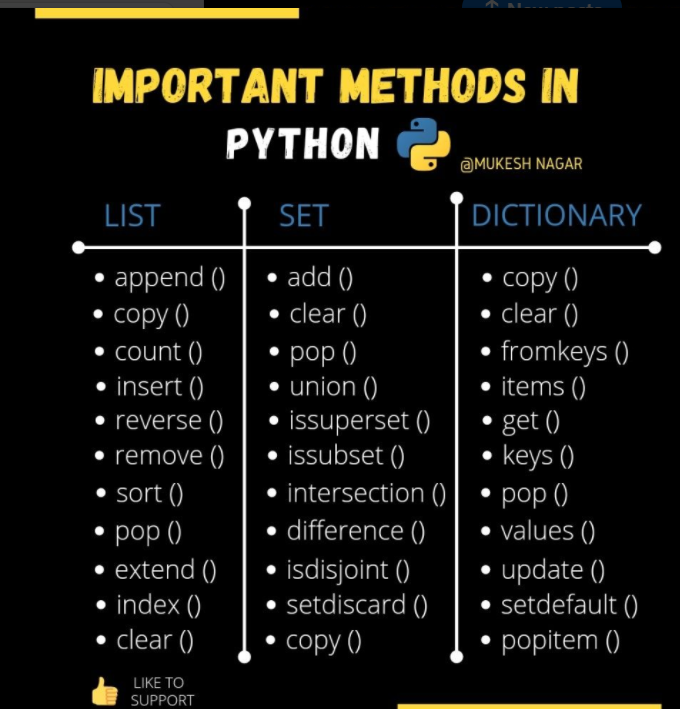 IMPORTANT METHODS IN
PYTHON
@MUKESH NAGAR
LIST
append ()
copy ()
count ()
insert ()
reverse ()
remove ()
sort ()
pop ()
extend ()
index ()
clear ()
SET
add ()
clear ()
pop ()
union ()
issuperset ()
issubset ()
intersection ()
difference ()
isdisjoint ()
setdiscard ()
copy ()
DICTIONARY
copy ()
clear ()
fromkeys ()
items ()
get ()
keys ()
pop ()
values ()
update ()
setdefault ()
popitem ()
LIKE TO
SUPPORT